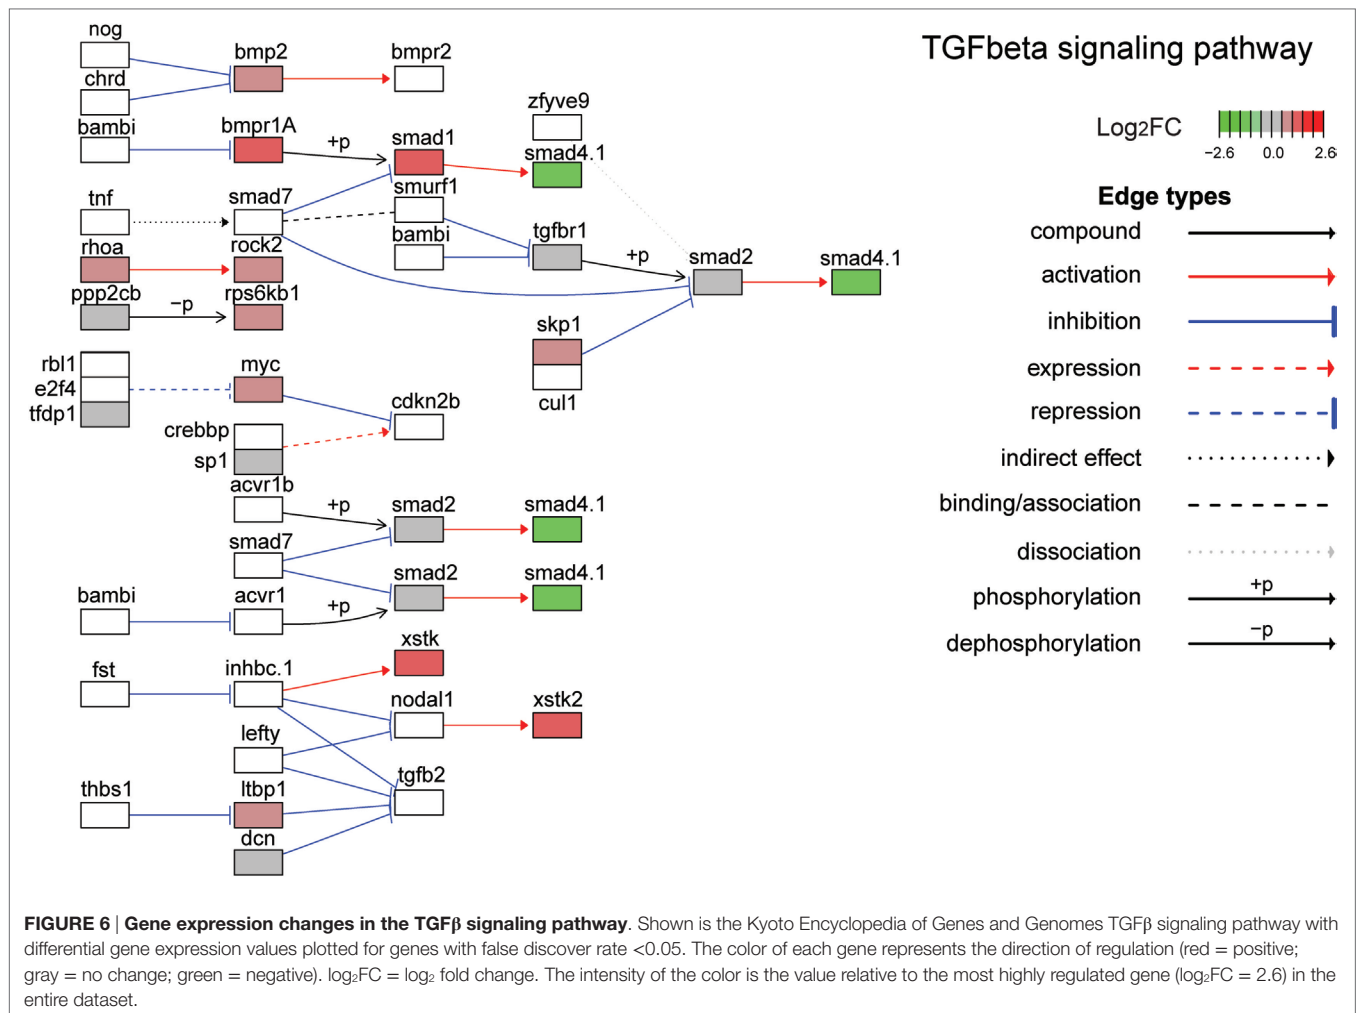 TGFbeta signaling pathway
Log2FC
−2.6 0.0 2.6
Edge types
compound
activation
inhibition
expression
repression
indirect effect
binding/association
dissociation
phosphorylation +p
dephosphorylation −p
nog
bmp2 bmpr2
chrd
zfyve9
bambi bmpr1A +p smad1 smad4.1
tnf smad7 smurf1
bambi tgfbr1 +p smad2 smad4.1
rhoa rock2
ppp2cb −p rps6kb1
skp1
cul1
rbl1
e2f4
tfdp1
myc
cdkn2b
crebbp
sp1
acvr1b +p smad2 smad4.1
smad7
smad2 smad4.1
bambi acvr1 +p
xstk
fst inhbc.1
nodal1 xstk2
lefty
tgfb2
thbs1 ltbp1
dcn
FIGURE 6 | Gene expression changes in the TGFβ signaling pathway. Shown is the Kyoto Encyclopedia of Genes and Genomes TGFβ signaling pathway with
differential gene expression values plotted for genes with false discover rate <0.05. The color of each gene represents the direction of regulation (red = positive;
gray = no change; green = negative). log₂FC = log₂ fold change. The intensity of the color is the value relative to the most highly regulated gene (log₂FC = 2.6) in the
entire dataset.